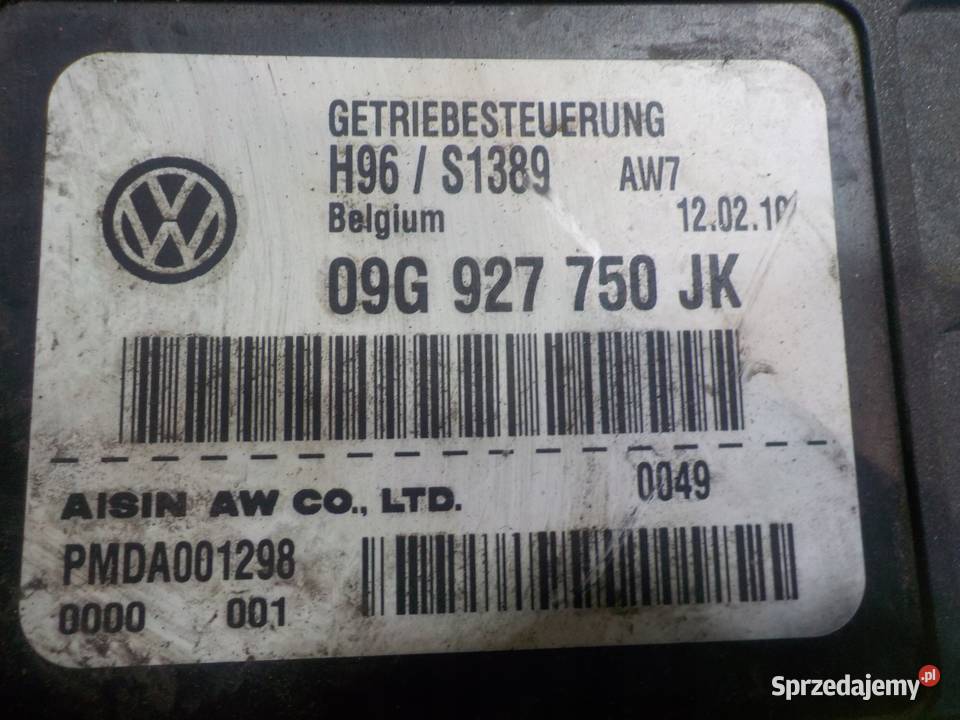 GETRIEBESTEUERUNG
H96 / S1389 AW7
Belgium 12.02.10
09G 927 750 JK
0049
AISIN AW CO., LTD.
PMDA001298
0000 001
Sprzedajemy.pl